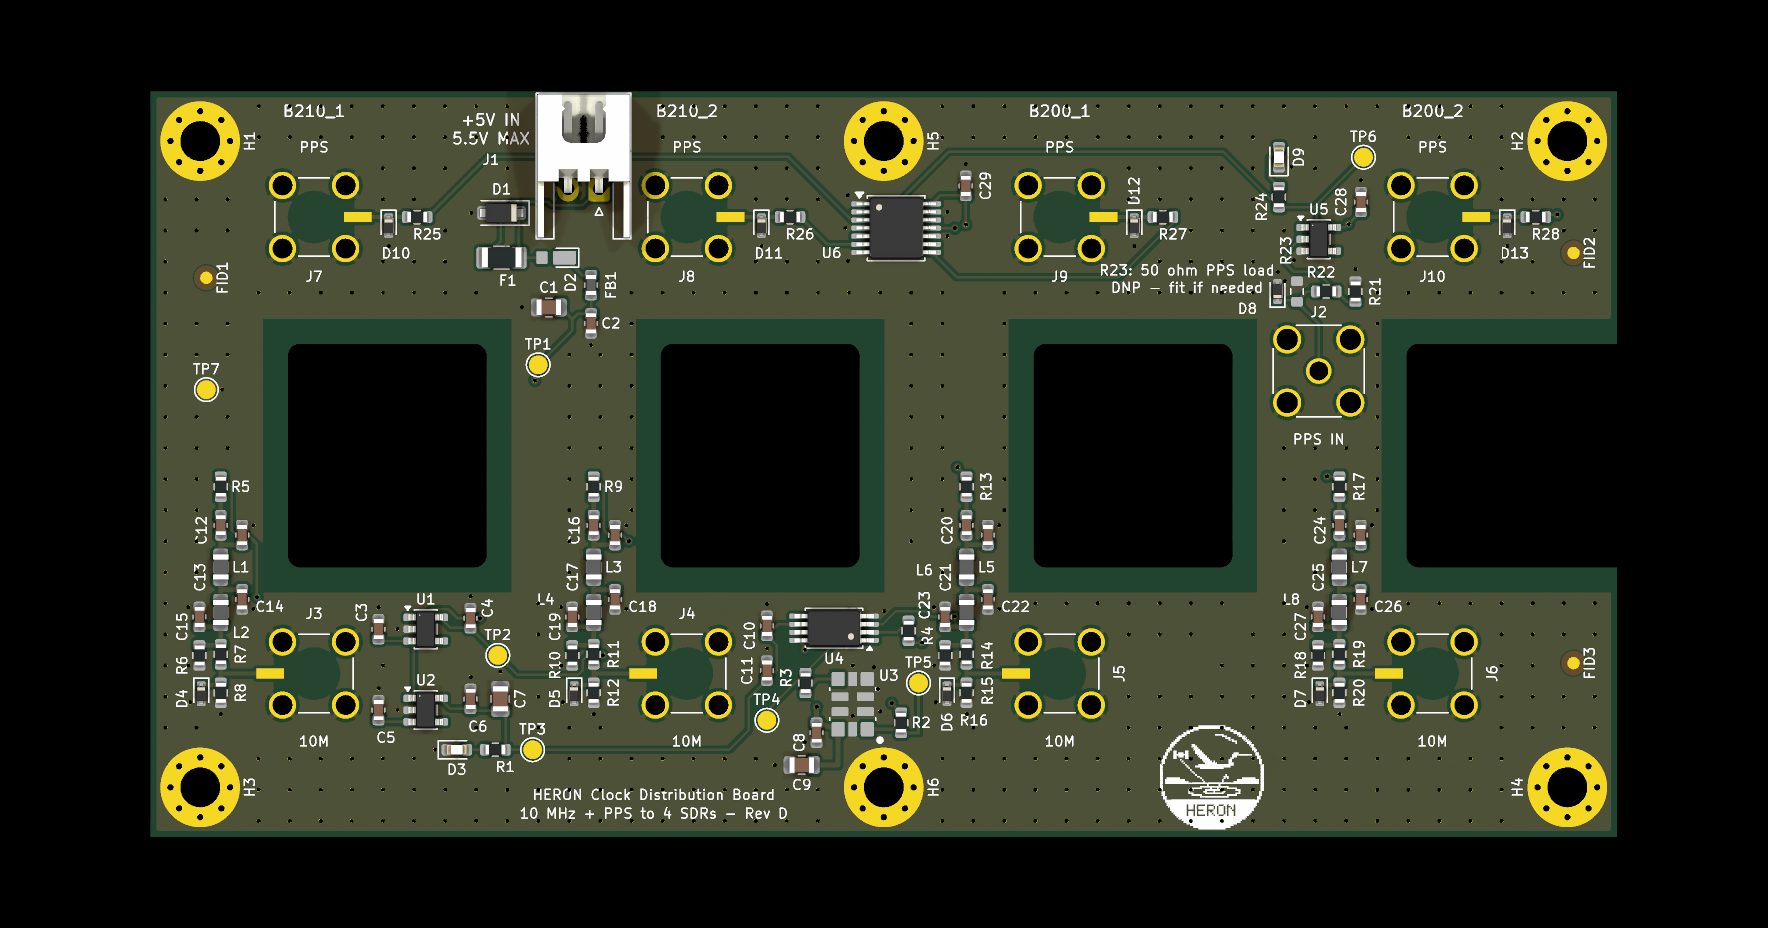 B210_1
B210_2
B200_1
B200_2
+5V IN
5.5V MAX
PPS
PPS
PPS
PPS
H1
H5
H2
J1
TP6
D9
D1
C29
U12
R24
C28
U5
R25
R26
R27
R28
D10
D11
D13
U6
R23
FID1
FID2
J7
F1
D2
FB1
J8
J9
J10
R23: 50 ohm PPS load
DNP – fit if needed
R22
R21
C1
D8
J2
C2
TP1
TP7
PPS IN
R5
R9
R13
R17
C12
C16
C20
C24
C13
L1
C17
L3
L6
C21
L5
C25
L7
C14
L4
C18
C23
C22
L8
C26
C15
J3
C3
U1
C4
C19
J4
C10
R4
C27
L2
TP2
R6
R7
R10
R11
C11
R3
U4
TP5
R14
J5
R18
R19
J6
FID3
U2
U3
D4
R8
C6
C7
D5
R12
TP4
D6
R15
R16
D7
R20
C5
R2
10M
D3
R1
TP3
10M
C8
10M
10M
C9
H3
H6
H4
HERON Clock Distribution Board
10 MHz + PPS to 4 SDRs – Rev D
HERON